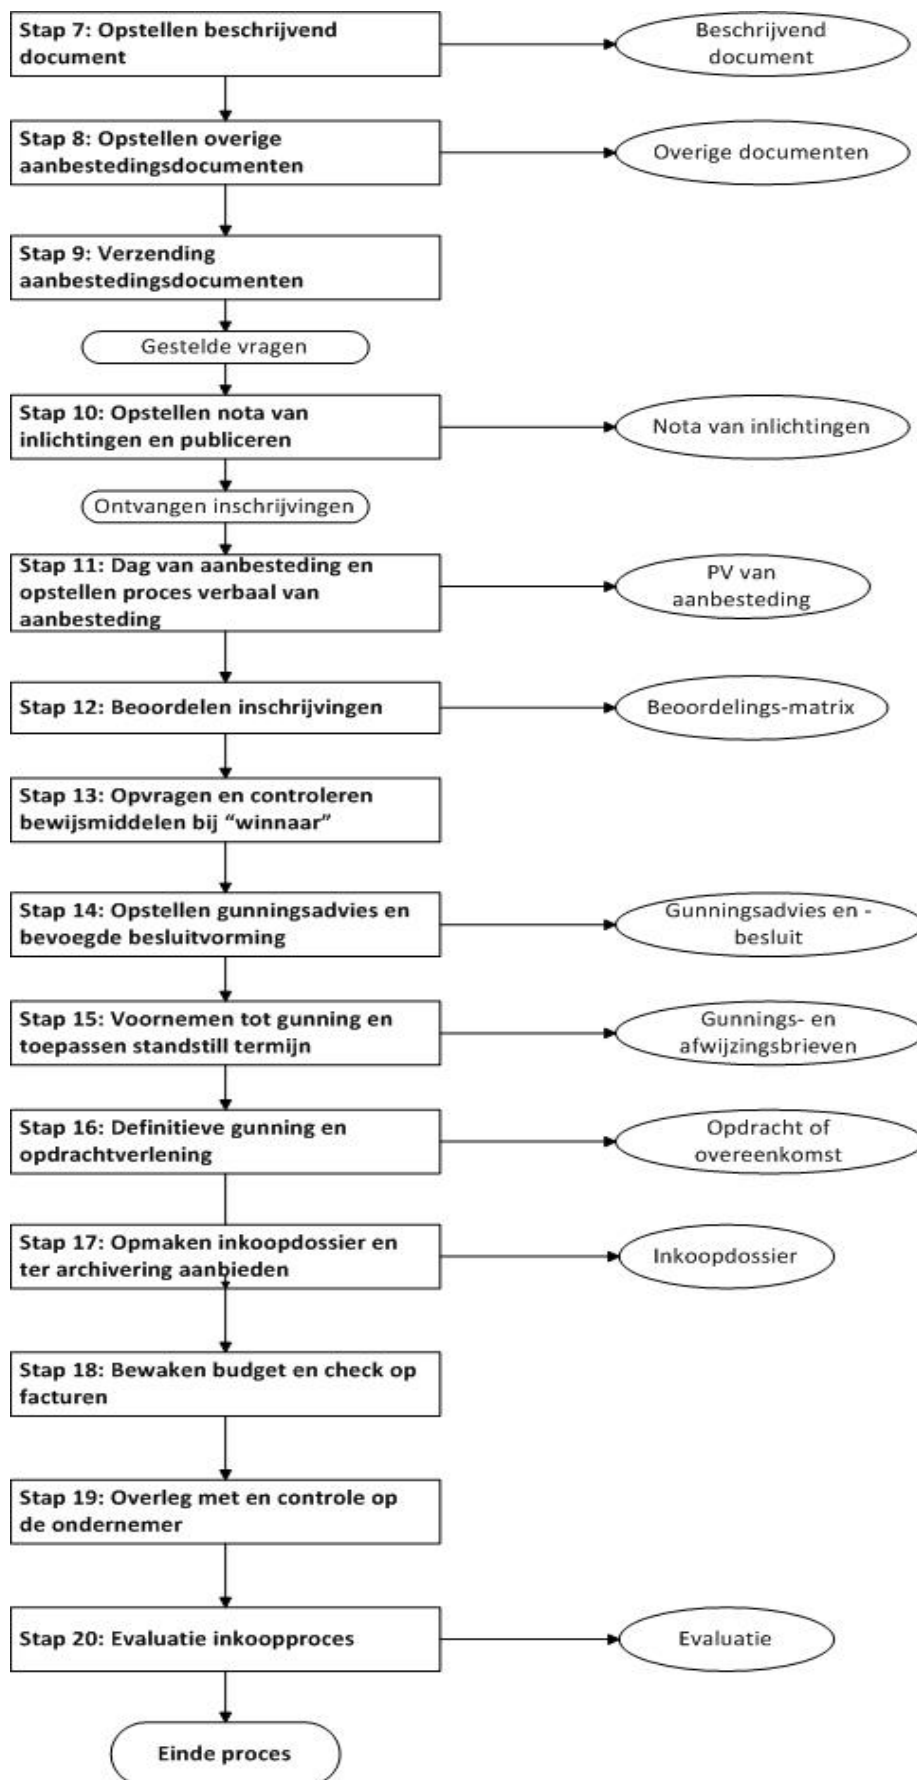 Stap 7: Opstellen beschrijvend
document
Beschrijvend
document
Stap 8: Opstellen overige
aanbestedingsdocumenten
Overige documenten
Stap 9: Verzending
aanbestedingsdocumenten
Gestelde vragen
Stap 10: Opstellen nota van
inlichtingen en publiceren
Nota van inlichtingen
Ontvangen inschrijvingen
Stap 11: Dag van aanbesteding en
opstellen proces verbaal van
aanbesteding
PV van
aanbesteding
Stap 12: Beoordelen inschrijvingen
Beoordelings-matrix
Stap 13: Opvragen en controleren
bewijsmiddelen bij “winnaar”
Stap 14: Opstellen gunningsadvies en
bevoegde besluitvorming
Gunningsadvies en -
besluit
Stap 15: Voornemen tot gunning en
toepassen standstill termijn
Gunnings- en
afwijzingsbrieven
Stap 16: Definitieve gunning en
opdrachtverlening
Opdracht of
overeenkomst
Stap 17: Opmaken inkoopdossier en
ter archivering aanbieden
Inkoopdossier
Stap 18: Bewaken budget en check op
facturen
Stap 19: Overleg met en controle op
de ondernemer
Stap 20: Evaluatie inkoopproces
Evaluatie
Einde proces